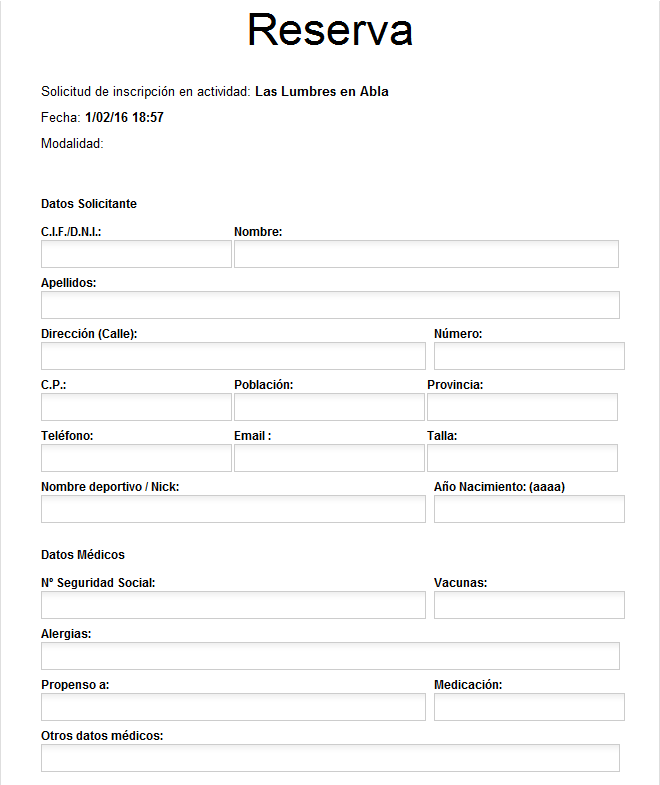 Reserva
Solicitud de inscripción en actividad: Las Lumbres en Abla
Fecha: 1/02/16 18:57
Modalidad:
Datos Solicitante
C.I.F./D.N.I.: Nombre:
Apellidos:
Dirección (Calle): Número:
C.P.: Población: Provincia:
Teléfono: Email : Talla:
Nombre deportivo / Nick: Año Nacimiento: (aaaa)
Datos Médicos
Nº Seguridad Social: Vacunas:
Alergias:
Propenso a: Medicación:
Otros datos médicos: